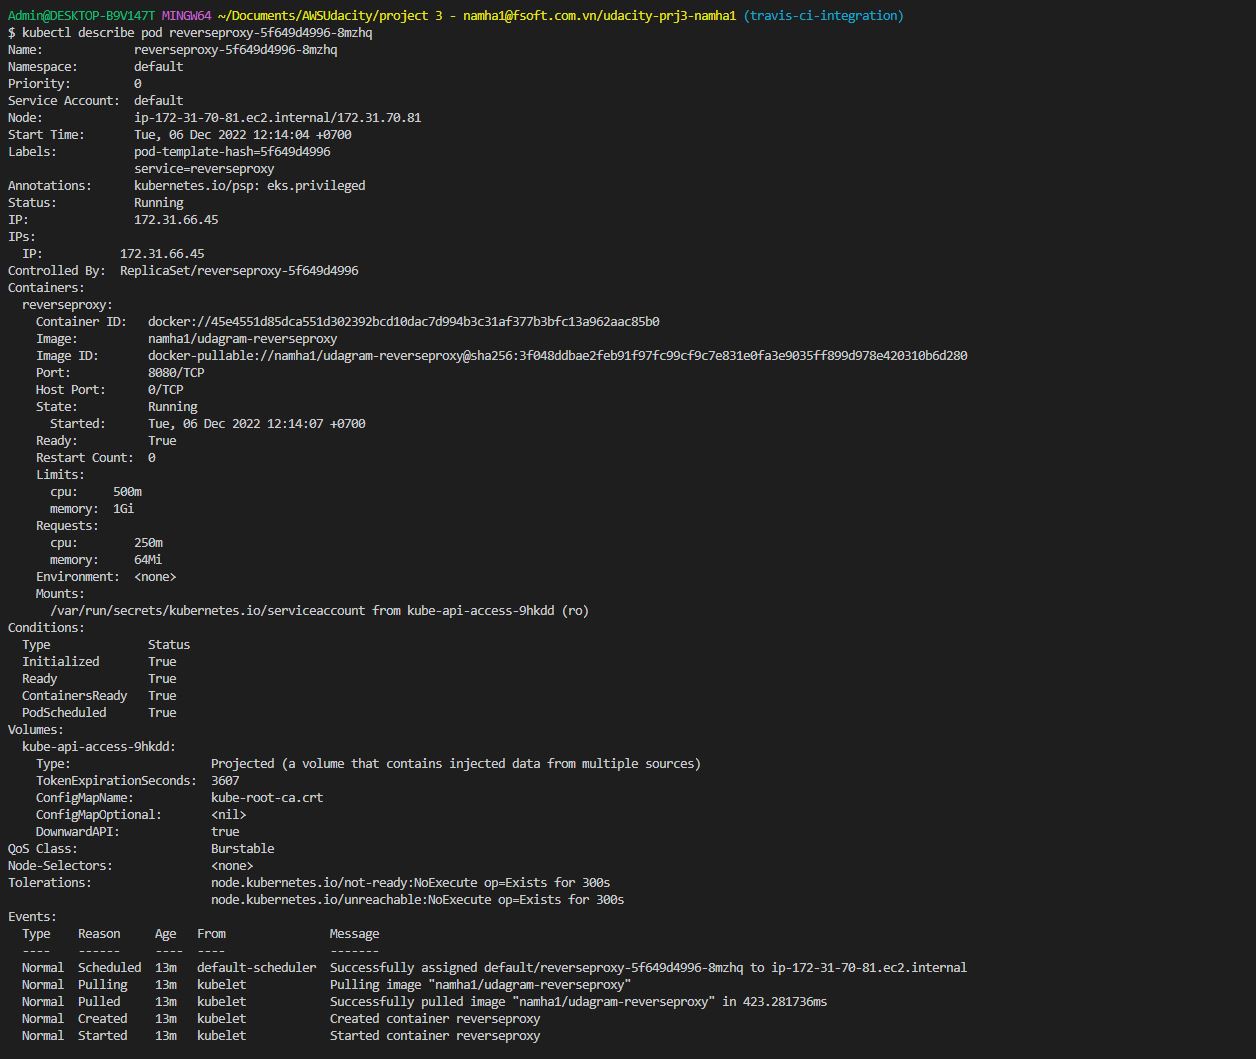 Admin@DESKTOP-B9V147T MINGW64 ~/Documents/AWSUdacity/project 3 - namha1@fsoft.com.vn/udacity-prj3-namha1 (travis-ci-integration)
$ kubectl describe pod reverseproxy-5f649d4996-8mzhq
Name:             reverseproxy-5f649d4996-8mzhq
Namespace:        default
Priority:         0
Service Account:  default
Node:             ip-172-31-70-81.ec2.internal/172.31.70.81
Start Time:       Tue, 06 Dec 2022 12:14:04 +0700
Labels:           pod-template-hash=5f649d4996
                  service=reverseproxy
Annotations:      kubernetes.io/psp: eks.privileged
Status:           Running
IP:               172.31.66.45
IPs:
  IP:           172.31.66.45
Controlled By:  ReplicaSet/reverseproxy-5f649d4996
Containers:
  reverseproxy:
    Container ID:   docker://45e4551d85dca551d302392bcd10dac7d994b3c31af377b3bfc13a962aac85b0
    Image:          namha1/udagram-reverseproxy
    Image ID:       docker-pullable://namha1/udagram-reverseproxy@sha256:3f048ddbae2feb91f97fc99cf9c7e831e0fa3e9035ff899d978e420310b6d280
    Port:           8080/TCP
    Host Port:      0/TCP
    State:          Running
      Started:      Tue, 06 Dec 2022 12:14:07 +0700
    Ready:          True
    Restart Count:  0
    Limits:
      cpu:     500m
      memory:  1Gi
    Requests:
      cpu:        250m
      memory:     64Mi
    Environment:  <none>
    Mounts:
      /var/run/secrets/kubernetes.io/serviceaccount from kube-api-access-9hkdd (ro)
Conditions:
  Type              Status
  Initialized       True
  Ready             True
  ContainersReady   True
  PodScheduled      True
Volumes:
  kube-api-access-9hkdd:
    Type:                    Projected (a volume that contains injected data from multiple sources)
    TokenExpirationSeconds:  3607
    ConfigMapName:           kube-root-ca.crt
    ConfigMapOptional:       <nil>
    DownwardAPI:             true
QoS Class:                   Burstable
Node-Selectors:              <none>
Tolerations:                 node.kubernetes.io/not-ready:NoExecute op=Exists for 300s
                             node.kubernetes.io/unreachable:NoExecute op=Exists for 300s
Events:
  Type    Reason     Age   From               Message
  ----    ------     ----  ----               -------
  Normal  Scheduled  13m   default-scheduler  Successfully assigned default/reverseproxy-5f649d4996-8mzhq to ip-172-31-70-81.ec2.internal
  Normal  Pulling    13m   kubelet            Pulling image "namha1/udagram-reverseproxy"
  Normal  Pulled     13m   kubelet            Successfully pulled image "namha1/udagram-reverseproxy" in 423.281736ms
  Normal  Created    13m   kubelet            Created container reverseproxy
  Normal  Started    13m   kubelet            Started container reverseproxy